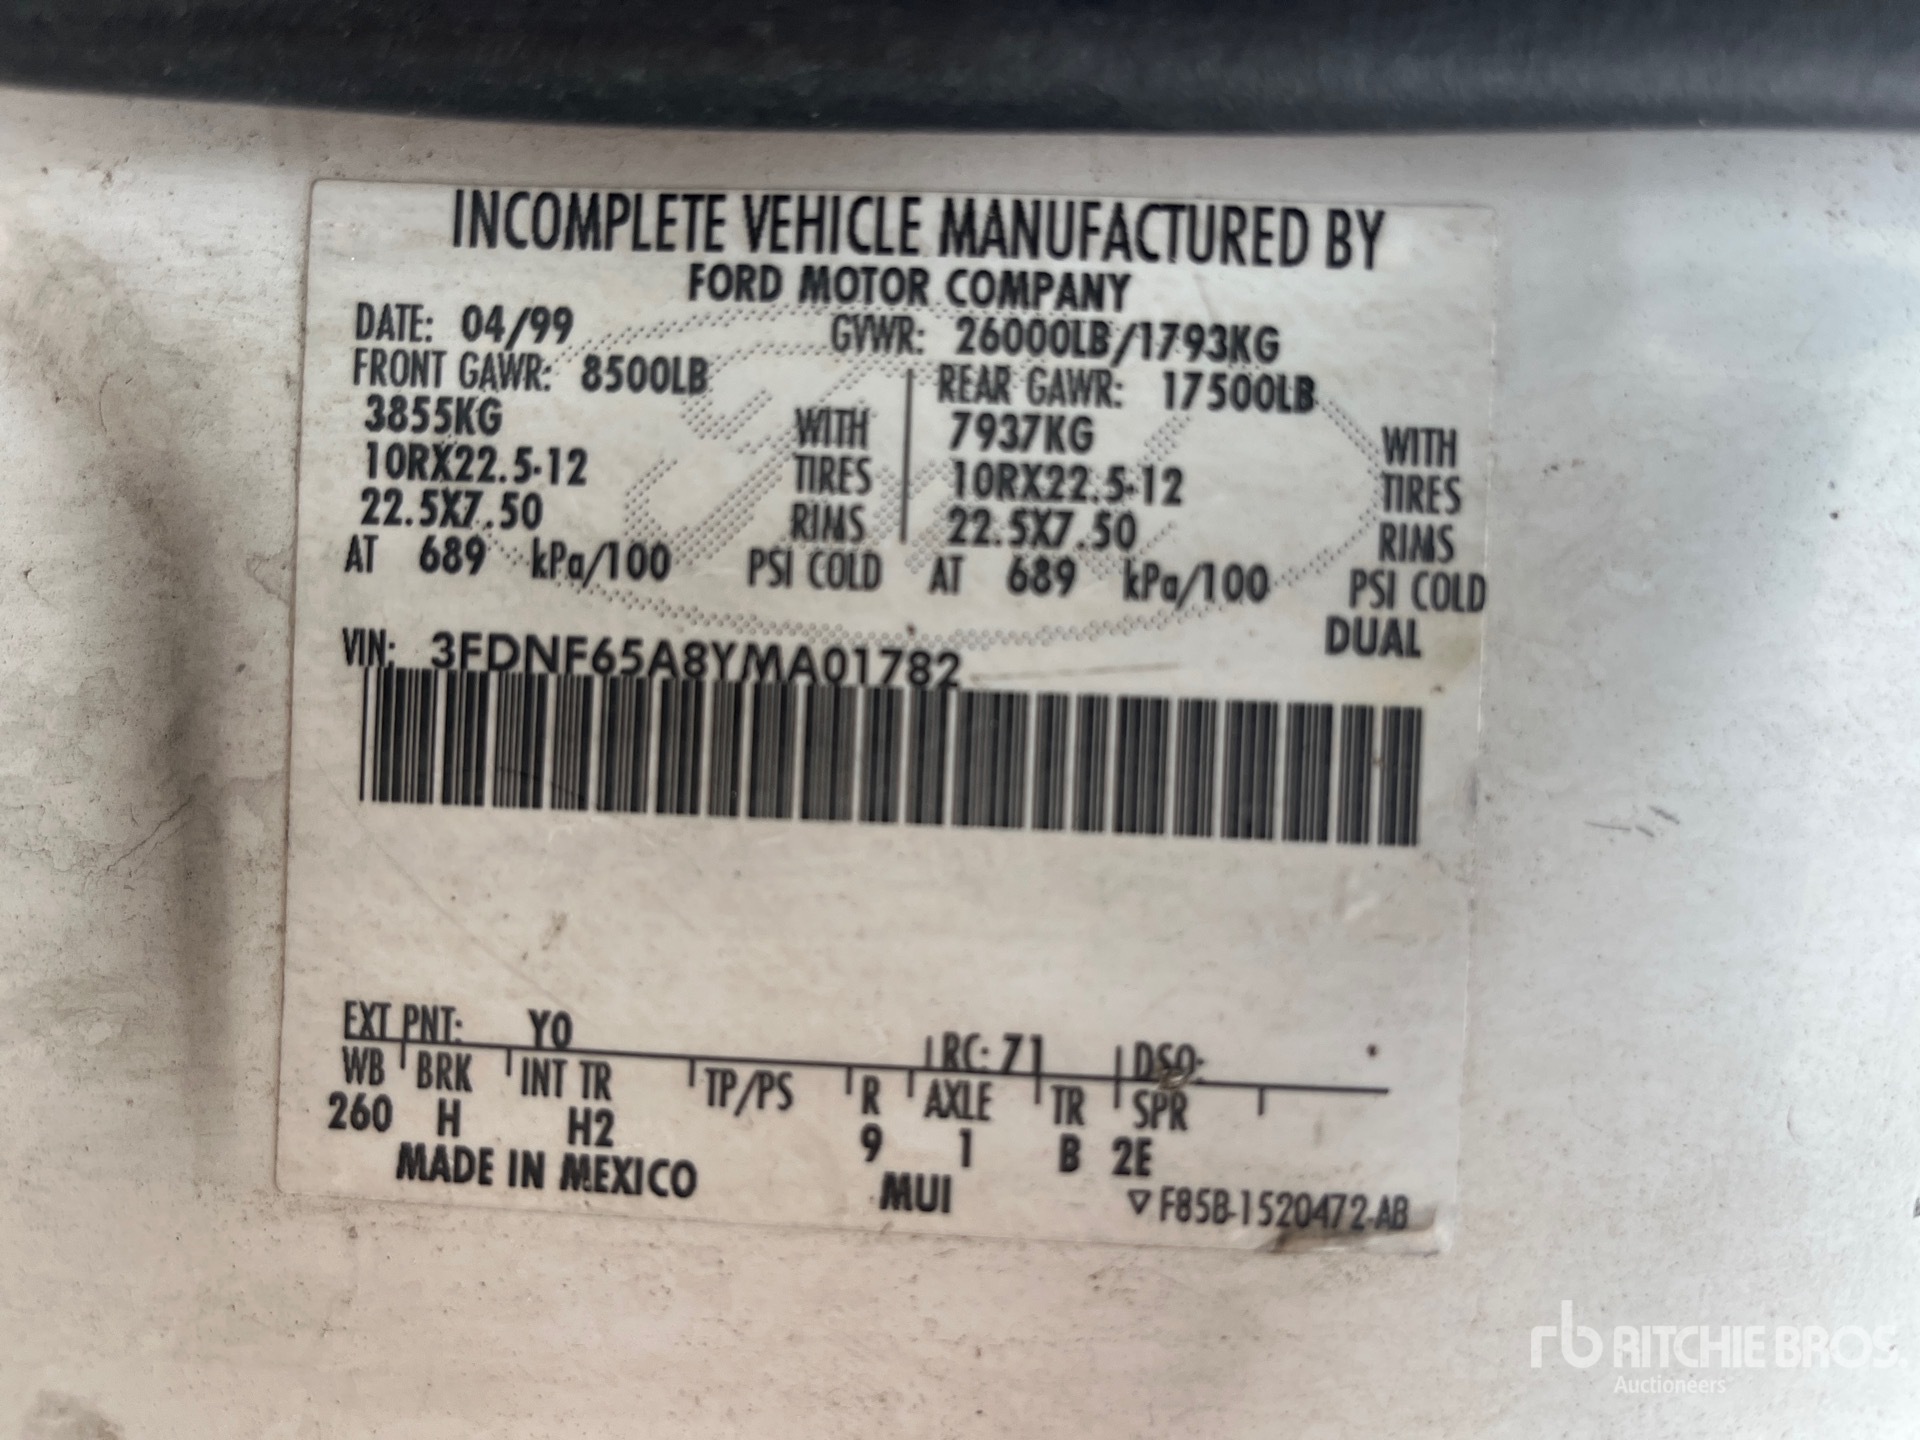 INCOMPLETE VEHICLE MANUFACTURED BY
FORD MOTOR COMPANY
DATE: 04/99 GVWR: 26000LB/1793KG
FRONT GAWR: 8500LB REAR GAWR: 17500LB
3855KG WITH 7937KG WITH
10RX22.5-12 TIRES 10RX22.5-12 TIRES
22.5X7.50 RIMS 22.5X7.50 RIMS
AT 689 kPa/100 PSI COLD AT 689 kPa/100 PSI COLD
DUAL
VIN: 3FDNF65A8YMA01782
EXT PNT: Y0 RC: 71 DSO:
WB BRK INT TR TP/PS R AXLE TR SPR
260 H H2 9 1 B 2E
MADE IN MEXICO MUI ▽F85B-1520472-AB
rb RITCHIE BROS.
Auctioneers